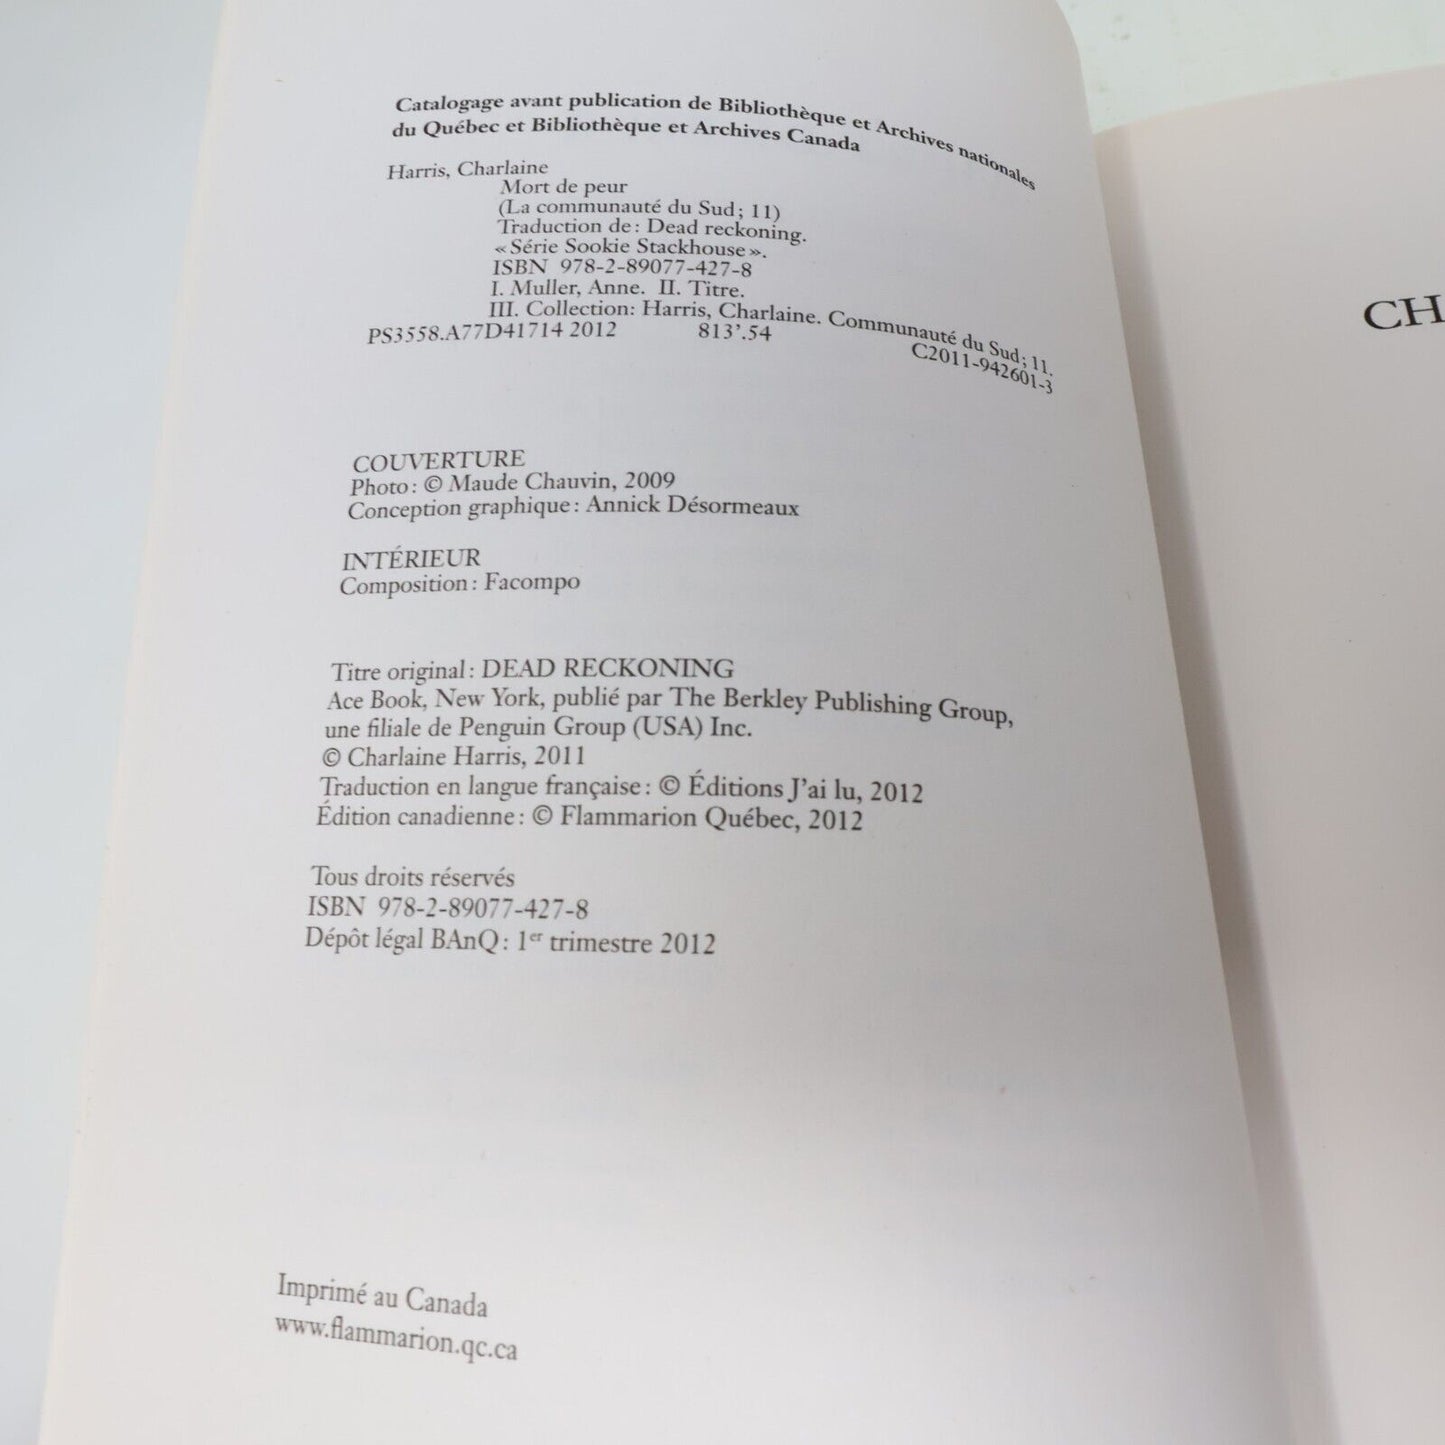 Catalogage avant publication de Bibliothèque et Archives nationales
du Québec et Bibliothèque et Archives Canada
Harris, Charlaine
Mort de peur
(La communauté du Sud; 11)
Traduction de: Dead reckoning.
«Série Sookie Stackhouse».
ISBN 978-2-89077-427-8
I. Muller, Anne. II. Titre.
III. Collection: Harris, Charlaine. Communauté du Sud; 11.
PS3558.A77D41714 2012 813'.54 C2011-942601-3
COUVERTURE
Photo: © Maude Chauvin, 2009
Conception graphique: Annick Désormeaux
INTÉRIEUR
Composition: Facompo
Titre original: DEAD RECKONING
Ace Book, New York, publié par The Berkley Publishing Group,
une filiale de Penguin Group (USA) Inc.
© Charlaine Harris, 2011
Traduction en langue française: © Éditions J'ai lu, 2012
Édition canadienne: © Flammarion Québec, 2012
Tous droits réservés
ISBN 978-2-89077-427-8
Dépôt légal BAnQ: 1er trimestre 2012
Imprimé au Canada
www.flammarion.qc.ca
CH